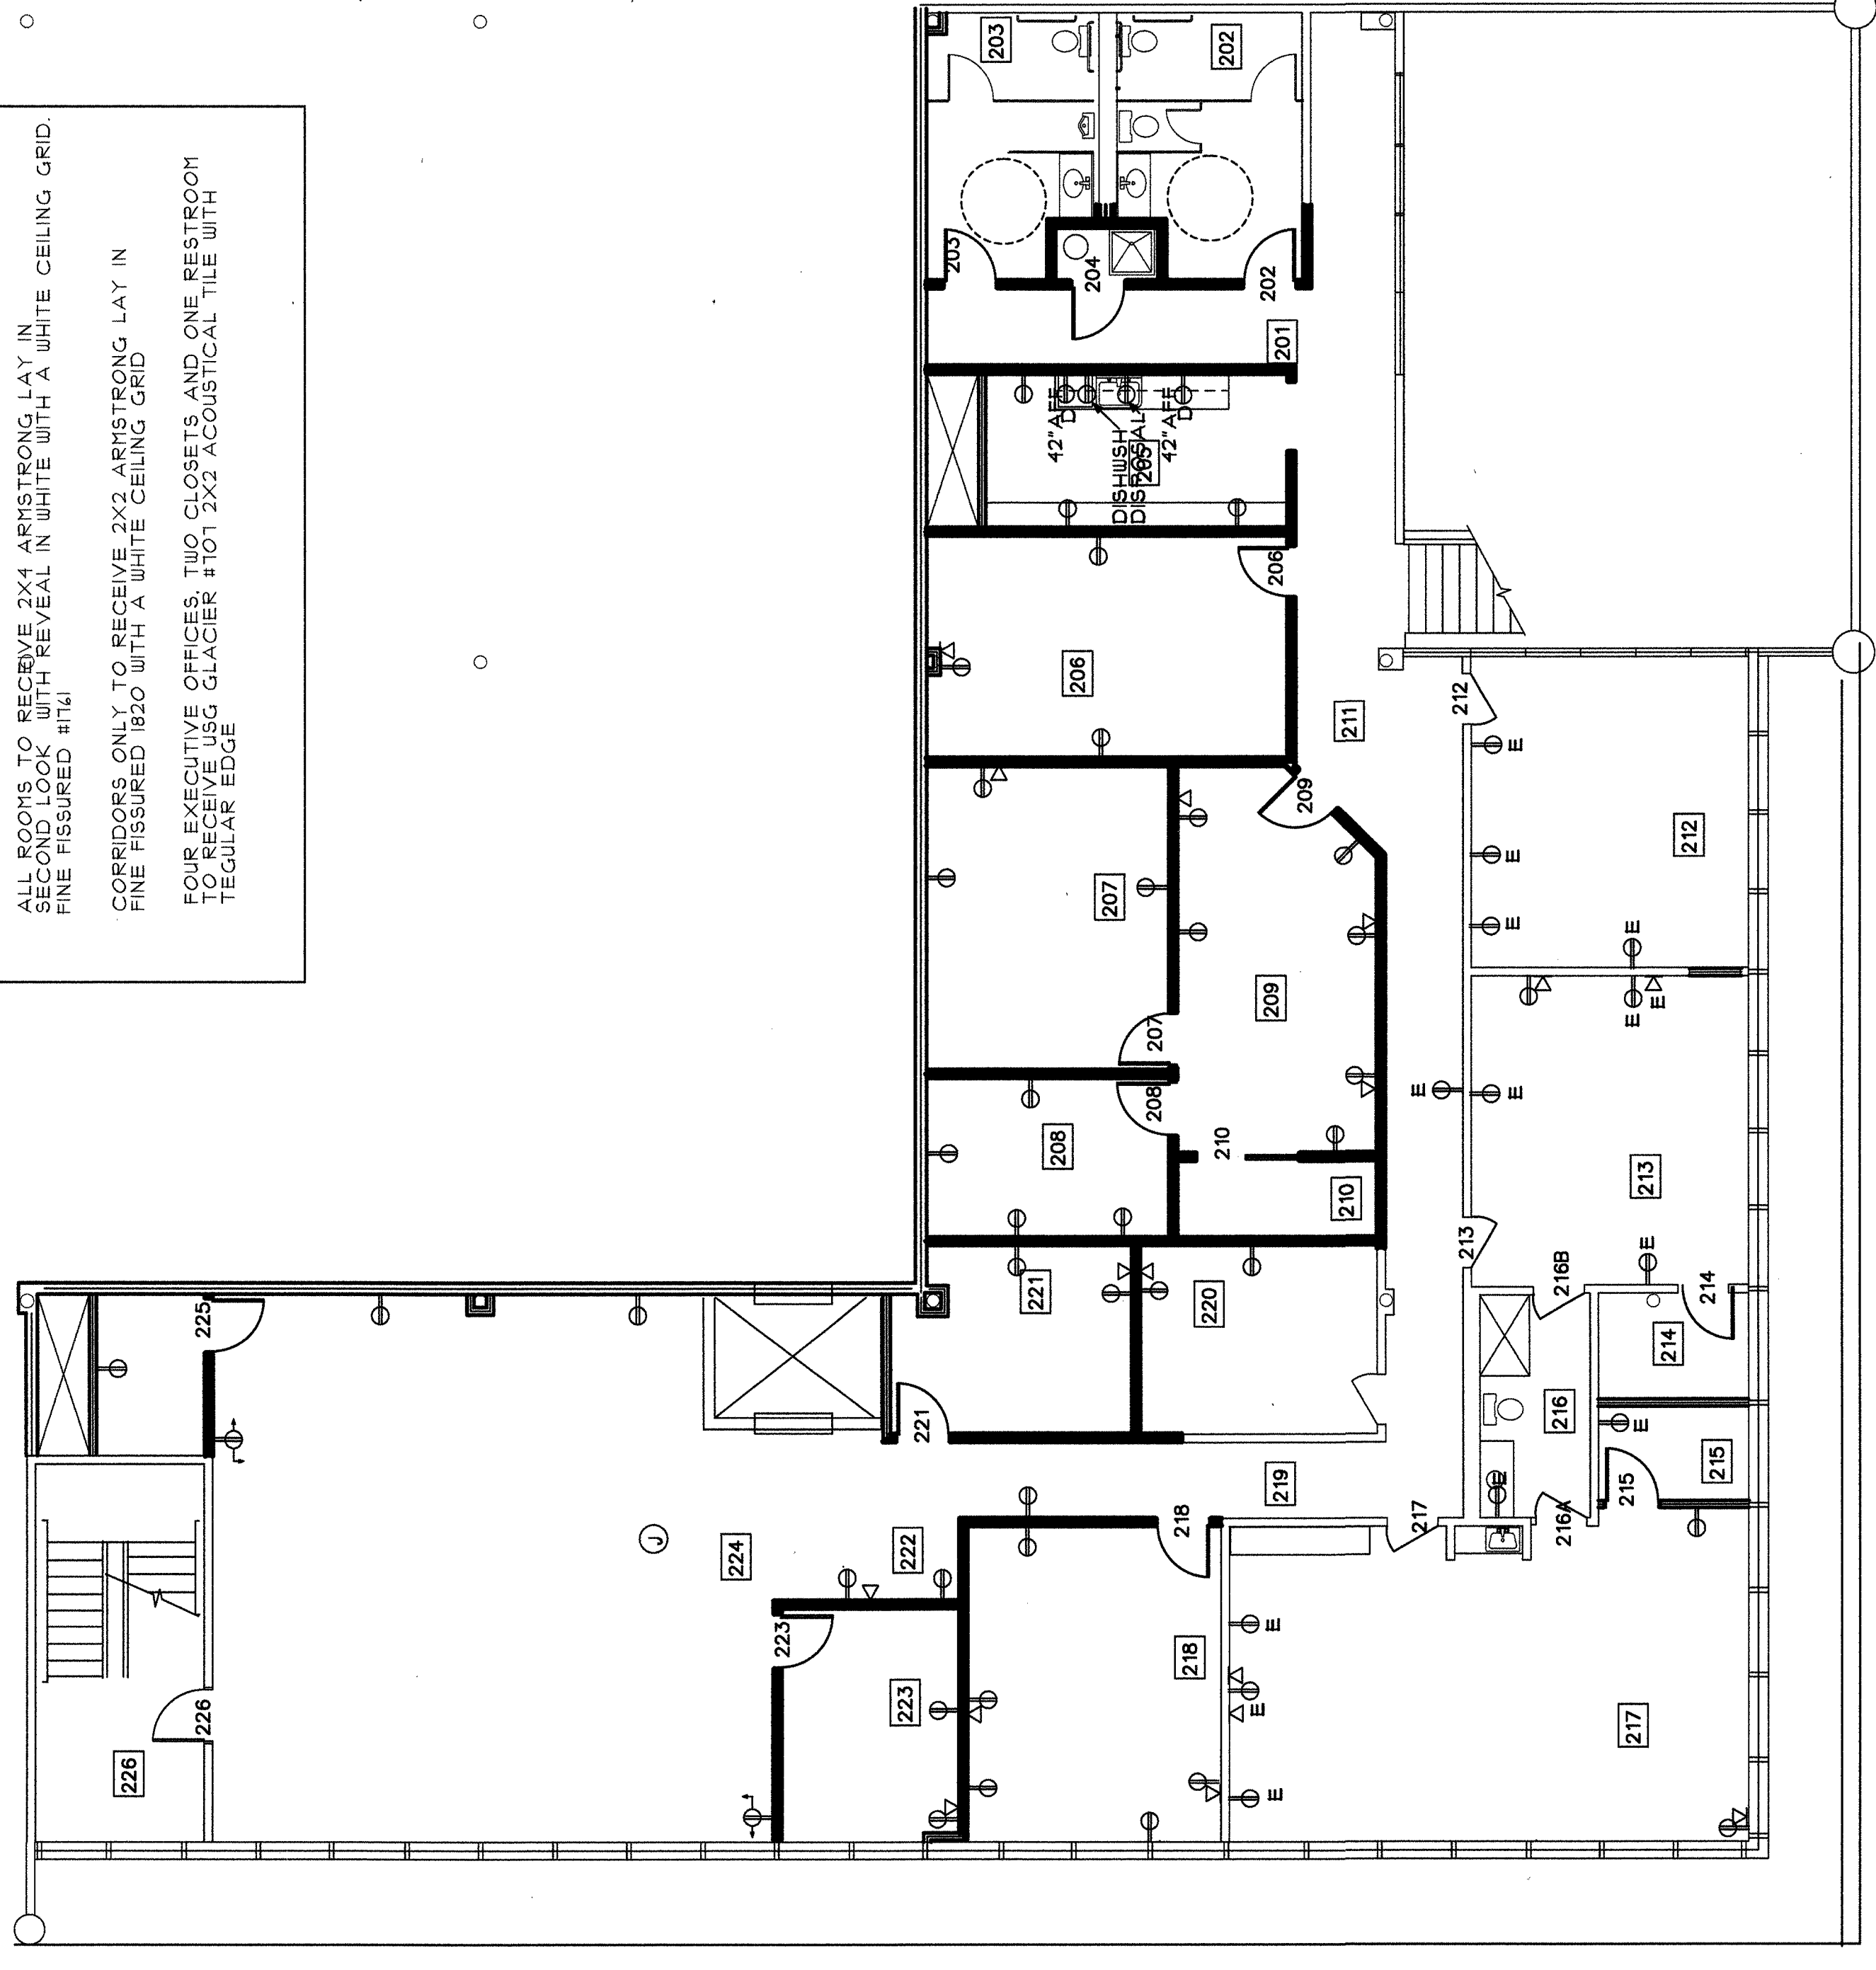 ALL ROOMS TO RECEIVE 2X4 ARMSTRONG LAY IN
SECOND LOOK WITH REVEAL IN WHITE WITH A WHITE CEILING GRID.
FINE FISSURED #1761
CORRIDORS ONLY TO RECEIVE 2X2 ARMSTRONG LAY IN
FINE FISSURED 1820 WITH A WHITE CEILING GRID
FOUR EXECUTIVE OFFICES, TWO CLOSETS AND ONE RESTROOM
TO RECEIVE USG GLACIER #707 2X2 ACOUSTICAL TILE WITH
TEGULAR EDGE
203
202
203
204
202
201
42"AFF
D
DISHWSH
DISPOSAL
205
42"AFF
D
206
206
211
212
209
207
212
209
207
208
208
210
210
213
213
216B
214
214
221
220
225
221
216
215
215
216A
219
217
218
218
222
224
223
223
217
226
226
J
E
E
E
E
E
E
E
E
E
E
E
E
E
E